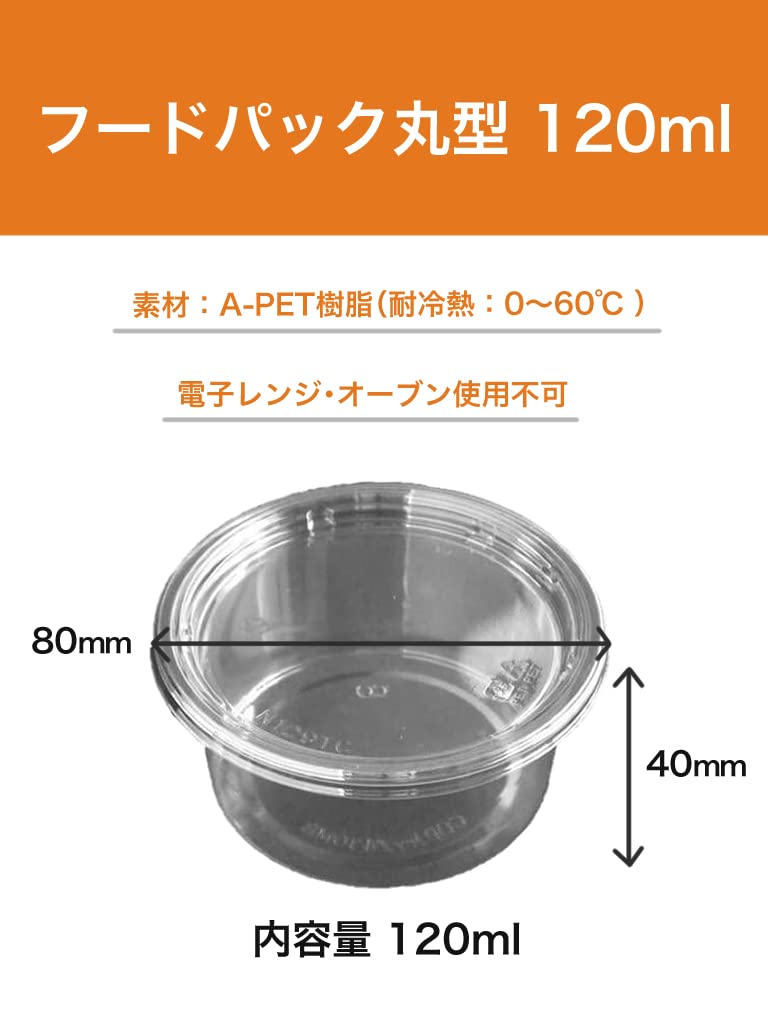 フードパック丸型 120ml
素材：A-PET樹脂（耐冷熱：0〜60℃ ）
電子レンジ・オーブン使用不可
80mm
40mm
内容量 120ml